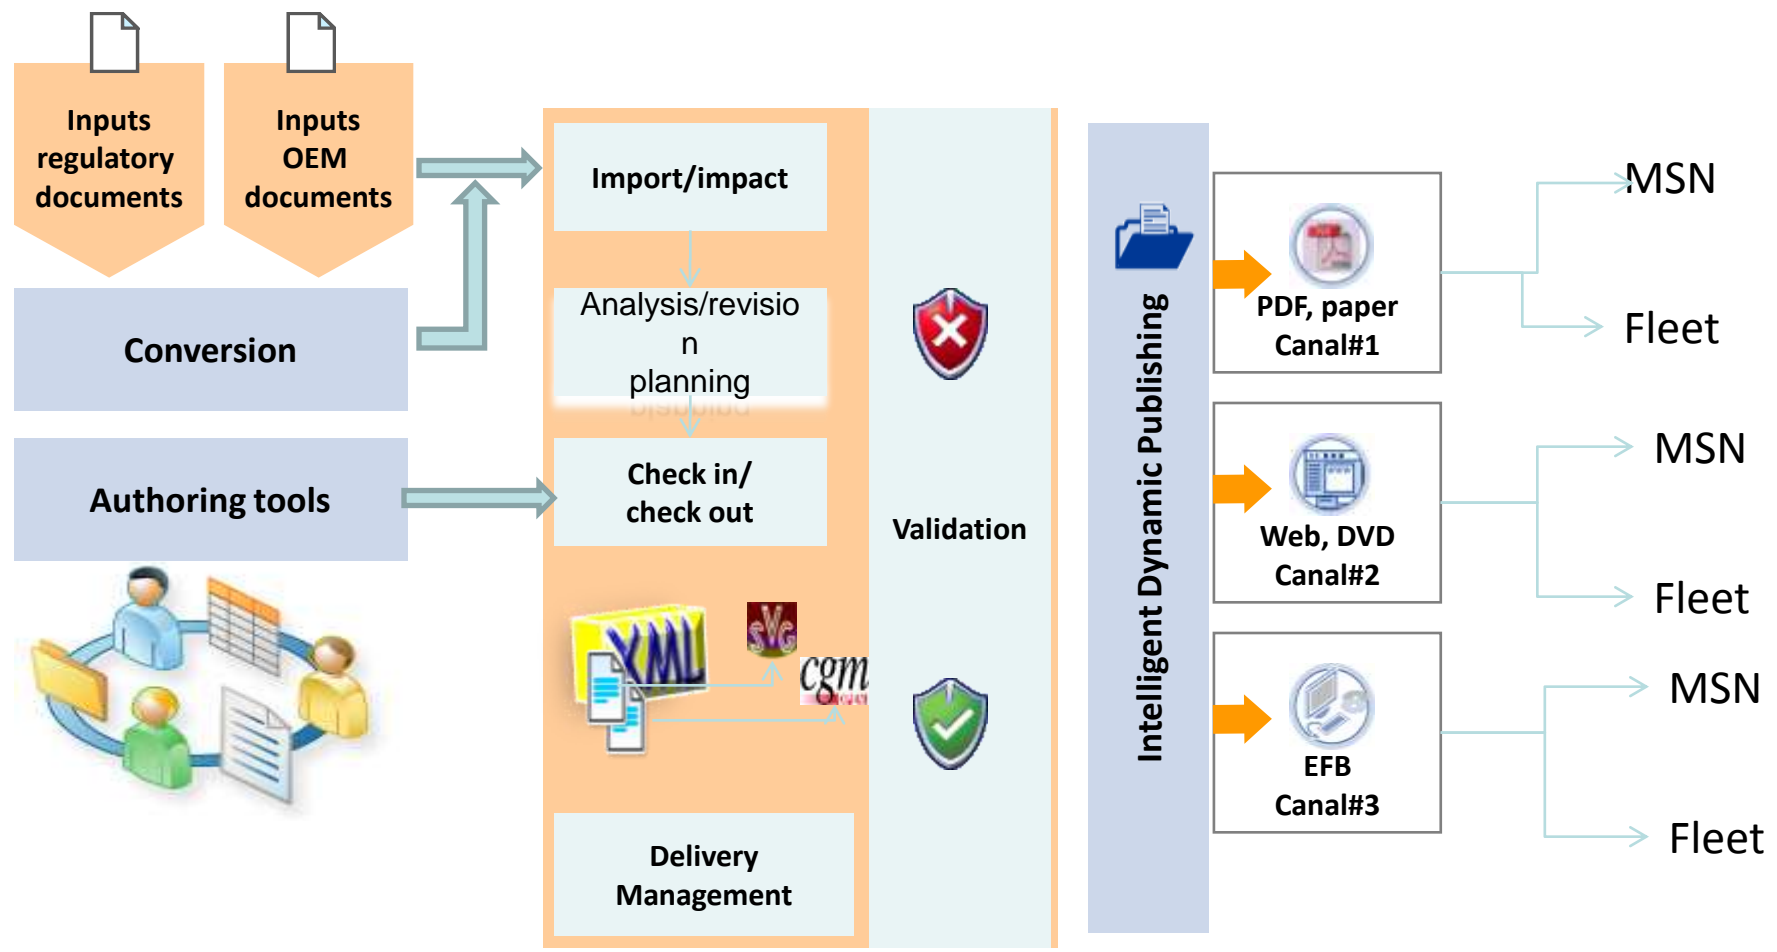 Inputs
regulatory
documents
Inputs
OEM
documents
Conversion
Authoring tools
Import/impact
Analysis/revisio
n
planning
Check in/
check out
XML
SVG
cgm
Delivery
Management
Validation
Intelligent Dynamic Publishing
PDF
PDF, paper
Canal#1
Web, DVD
Canal#2
EFB
Canal#3
MSN
Fleet
MSN
Fleet
MSN
Fleet